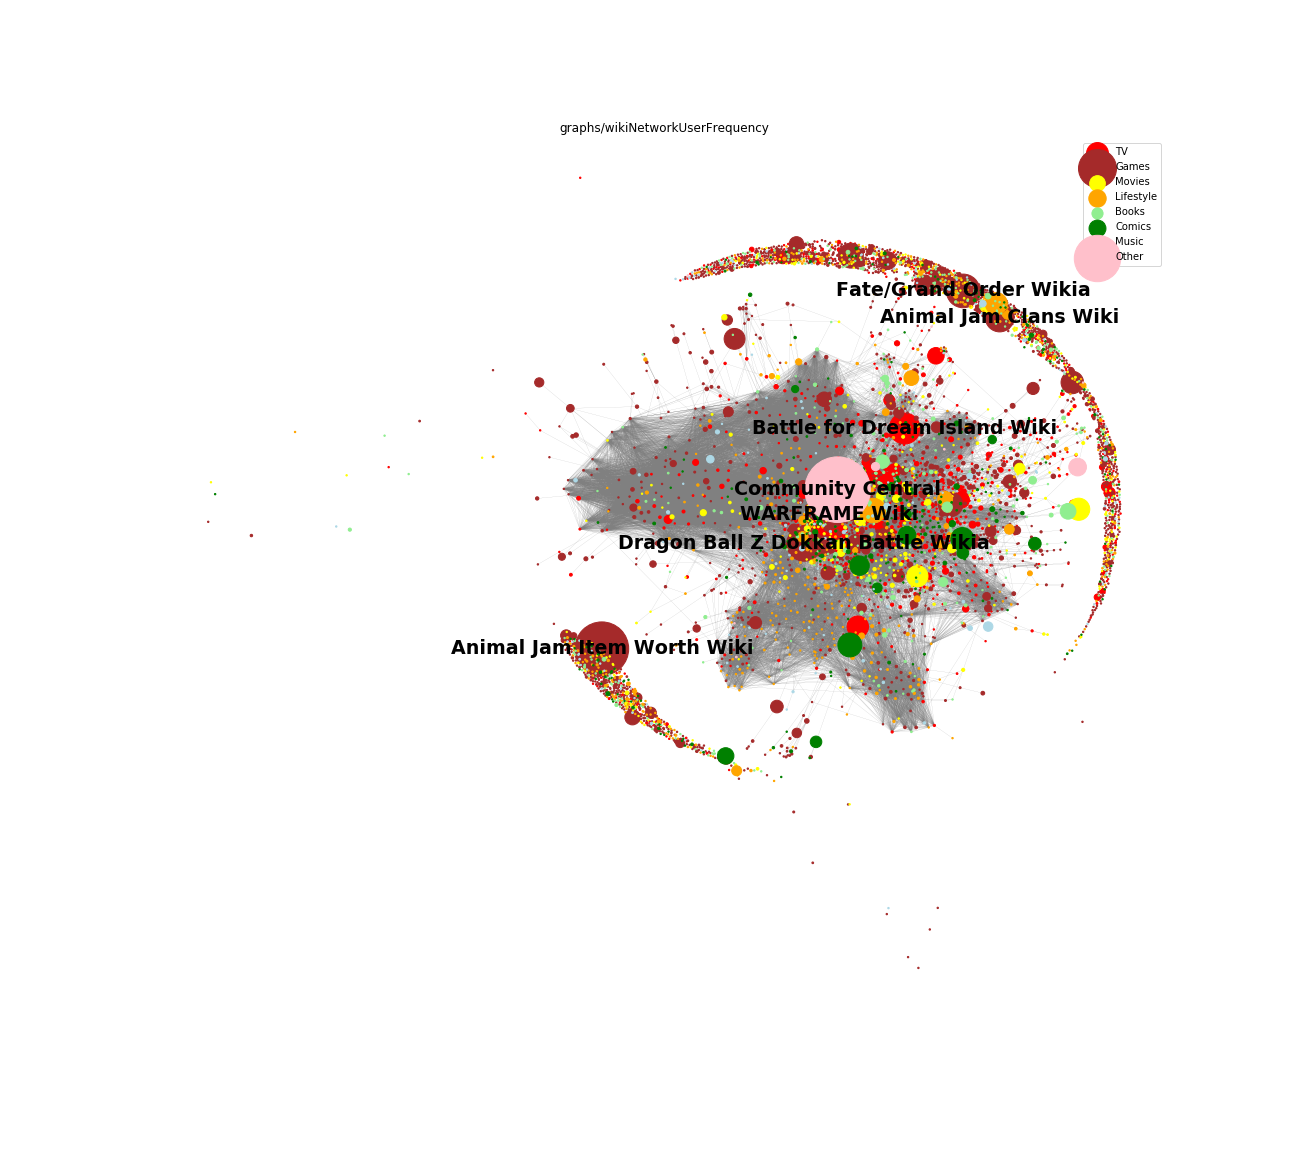 graphs/wikiNetworkUserFrequency
TV
Games
Movies
Lifestyle
Books
Comics
Music
Other
Fate/Grand Order Wikia
Animal Jam Clans Wiki
Battle for Dream Island Wiki
Community Central
WARFRAME Wiki
Dragon Ball Z Dokkan Battle Wikia
Animal Jam Item Worth Wiki